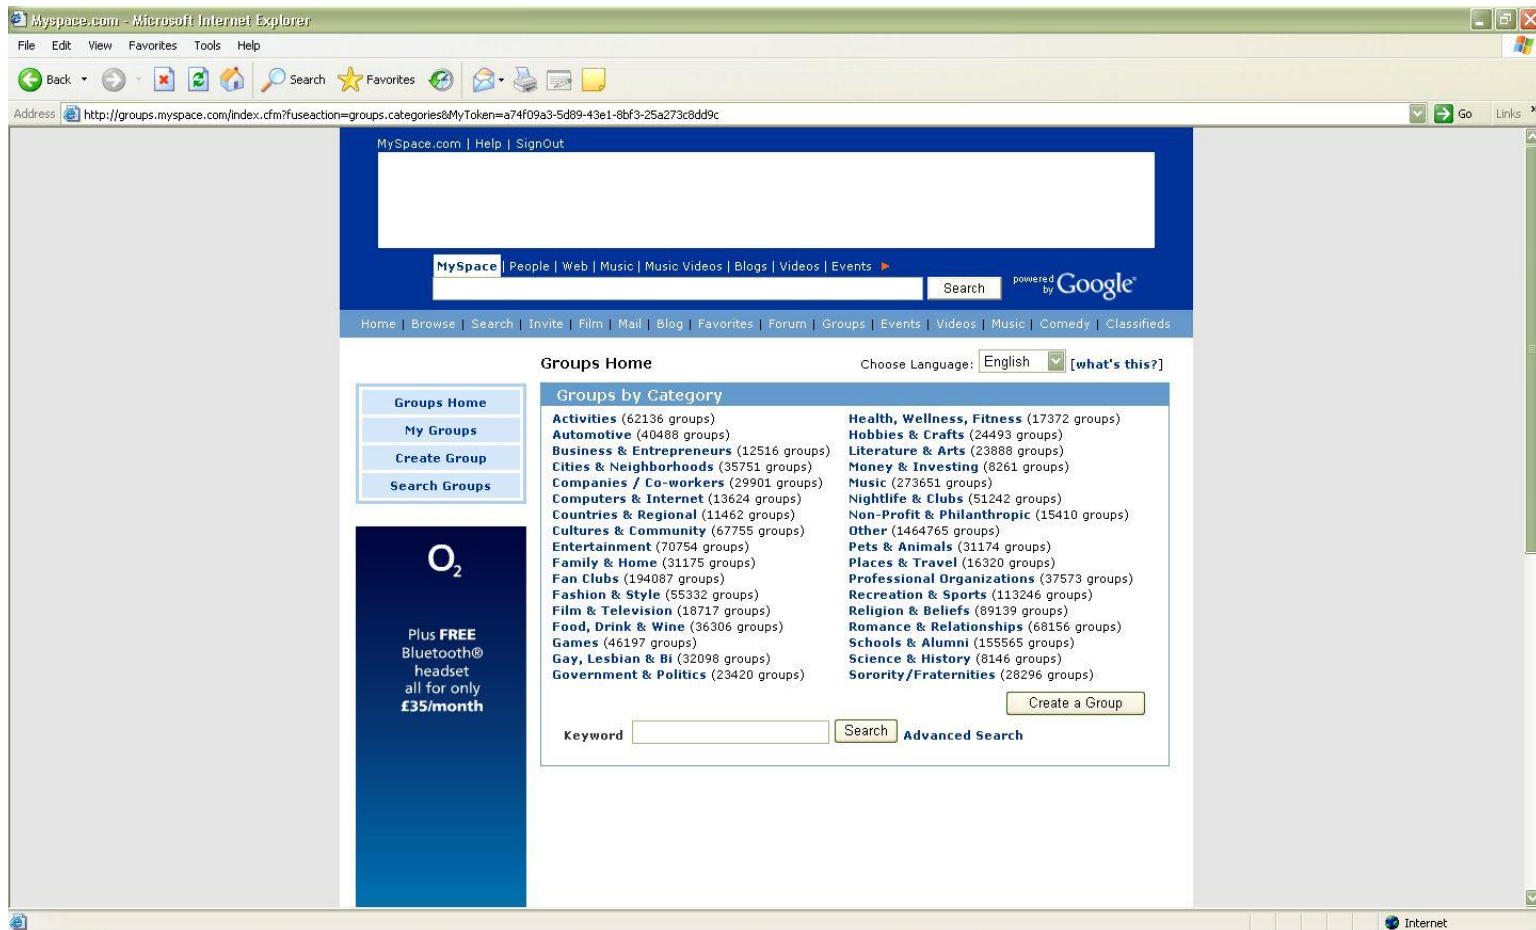 Myspace.com - Microsoft Internet Explorer
File Edit View Favorites Tools Help
Back Search Favorites
Address http://groups.myspace.com/index.cfm?fuseaction=groups.categories&MyToken=a74f09a3-5d89-43e1-8bf3-25a273c8dd9c Go Links »
MySpace.com | Help | SignOut
MySpace | People | Web | Music | Music Videos | Blogs | Videos | Events
Search powered by Google
Home | Browse | Search | Invite | Film | Mail | Blog | Favorites | Forum | Groups | Events | Videos | Music | Comedy | Classifieds
Groups Home Choose Language: English [what's this?]
Groups Home
My Groups
Create Group
Search Groups
O2
Plus FREE
Bluetooth®
headset
all for only
£35/month
Groups by Category
Activities (62136 groups)
Automotive (40488 groups)
Business & Entrepreneurs (12516 groups)
Cities & Neighborhoods (35751 groups)
Companies / Co-workers (29901 groups)
Computers & Internet (13624 groups)
Countries & Regional (11462 groups)
Cultures & Community (67755 groups)
Entertainment (70754 groups)
Family & Home (31175 groups)
Fan Clubs (194087 groups)
Fashion & Style (55332 groups)
Film & Television (18717 groups)
Food, Drink & Wine (36306 groups)
Games (46197 groups)
Gay, Lesbian & Bi (32098 groups)
Government & Politics (23420 groups)
Health, Wellness, Fitness (17372 groups)
Hobbies & Crafts (24493 groups)
Literature & Arts (23888 groups)
Money & Investing (8261 groups)
Music (273651 groups)
Nightlife & Clubs (51242 groups)
Non-Profit & Philanthropic (15410 groups)
Other (1464765 groups)
Pets & Animals (31174 groups)
Places & Travel (16320 groups)
Professional Organizations (37573 groups)
Recreation & Sports (113246 groups)
Religion & Beliefs (89139 groups)
Romance & Relationships (68156 groups)
Schools & Alumni (155565 groups)
Science & History (8146 groups)
Sorority/Fraternities (28296 groups)
Create a Group
Keyword Search Advanced Search
Internet